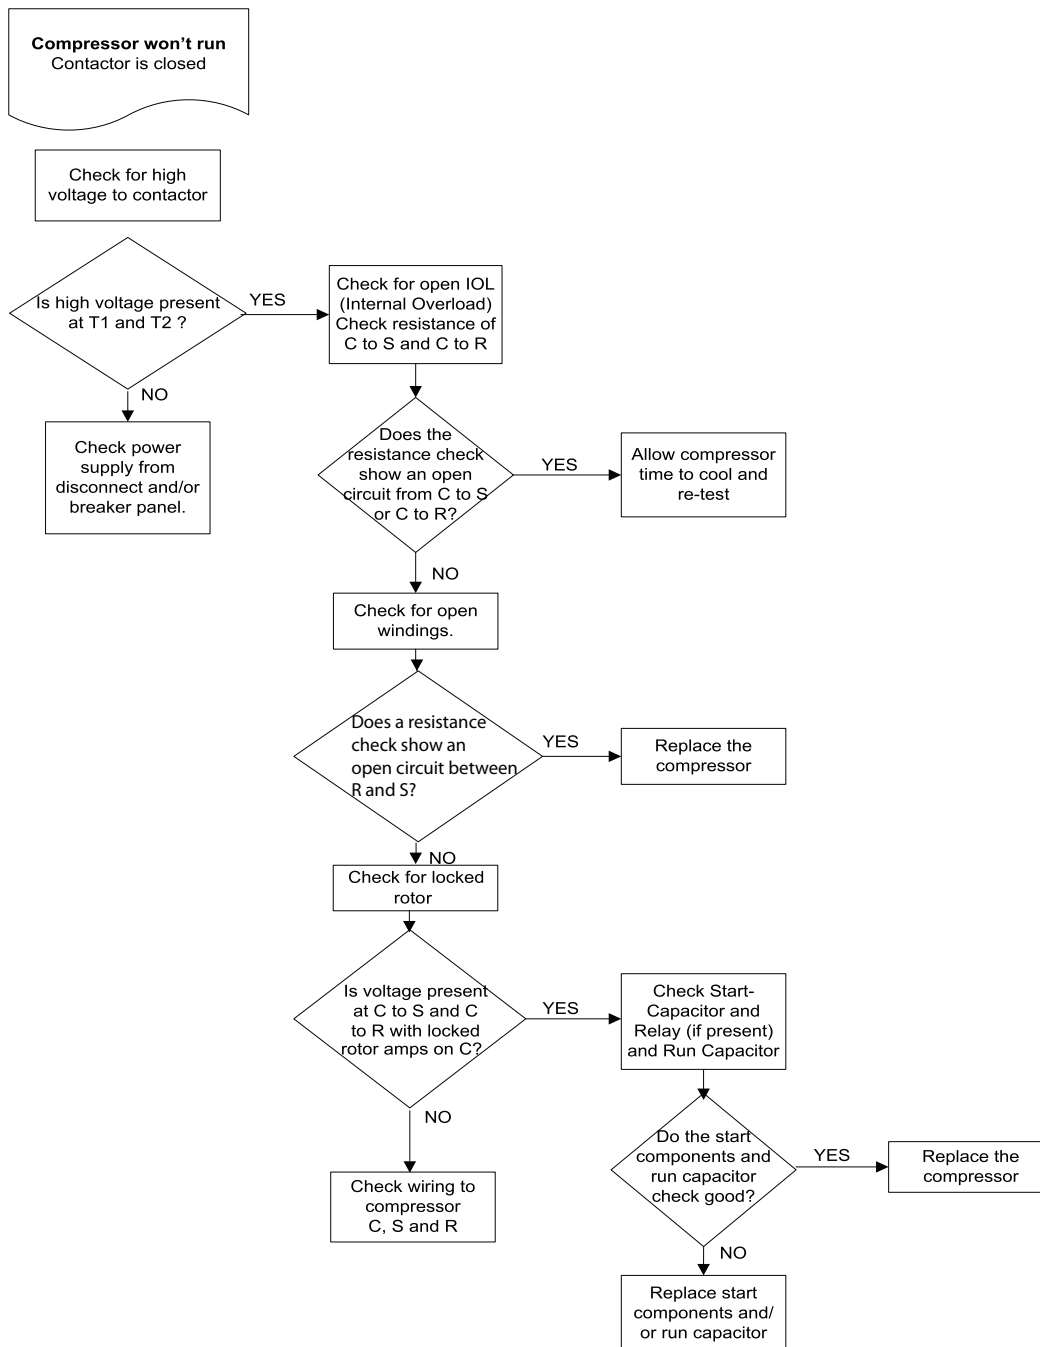 Compressor won't run
Contactor is closed
Check for high
voltage to contactor
Is high voltage present
at T1 and T2 ?
YES
NO
Check power
supply from
disconnect and/or
breaker panel.
Check for open IOL
(Internal Overload)
Check resistance of
C to S and C to R
Does the
resistance check
show an open
circuit from C to S
or C to R?
YES
Allow compressor
time to cool and
re-test
NO
Check for open
windings.
Does a resistance
check show an
open circuit between
R and S?
YES
Replace the
compressor
NO
Check for locked
rotor
Is voltage present
at C to S and C
to R with locked
rotor amps on C?
YES
Check Start-
Capacitor and
Relay (if present)
and Run Capacitor
NO
Check wiring to
compressor
C, S and R
Do the start
components and
run capacitor
check good?
YES
Replace the
compressor
NO
Replace start
components and/
or run capacitor